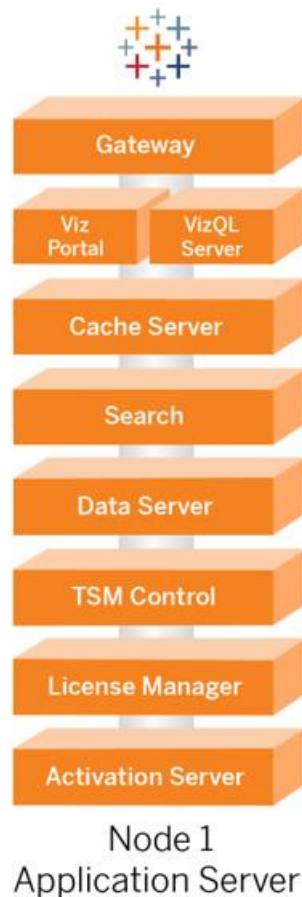 Gateway
Viz
Portal
VizQL
Server
Cache Server
Search
Data Server
TSM Control
License Manager
Activation Server
Node 1
Application Server